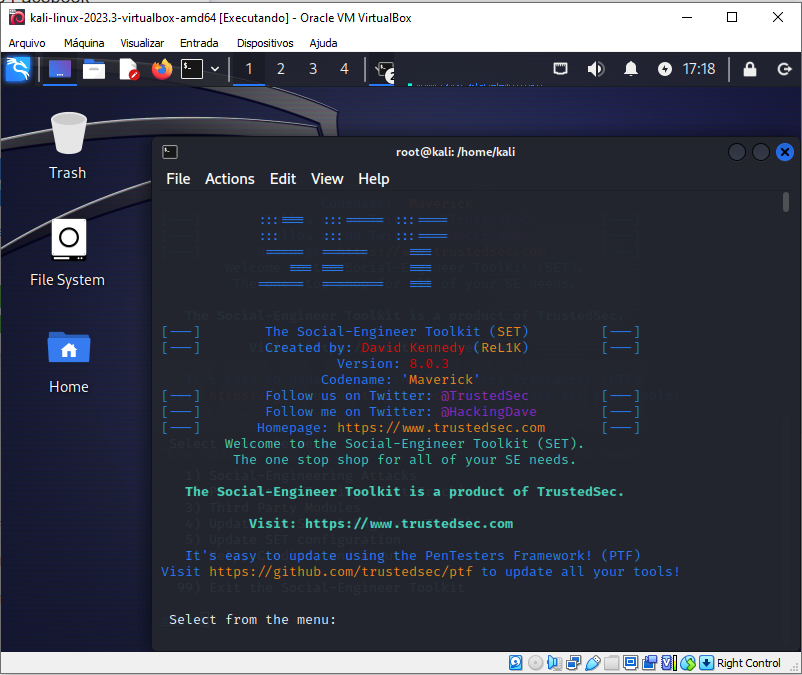 kali-linux-2023.3-virtualbox-amd64 [Executando] - Oracle VM VirtualBox
Arquivo Máquina Visualizar Entrada Dispositivos Ajuda
1 2 3 4 17:18
Trash
File System
Home
root@kali: /home/kali
File Actions Edit View Help
[---] The Social-Engineer Toolkit (SET) [---]
[---] Created by: David Kennedy (ReL1K) [---]
Version: 8.0.3
Codename: 'Maverick'
[---] Follow us on Twitter: @TrustedSec [---]
[---] Follow me on Twitter: @HackingDave [---]
[---] Homepage: https://www.trustedsec.com [---]
Welcome to the Social-Engineer Toolkit (SET).
The one stop shop for all of your SE needs.
The Social-Engineer Toolkit is a product of TrustedSec.
Visit: https://www.trustedsec.com
It's easy to update using the PenTesters Framework! (PTF)
Visit https://github.com/trustedsec/ptf to update all your tools!
99) Exit the Social-Engineer Toolkit
Select from the menu:
Right Control